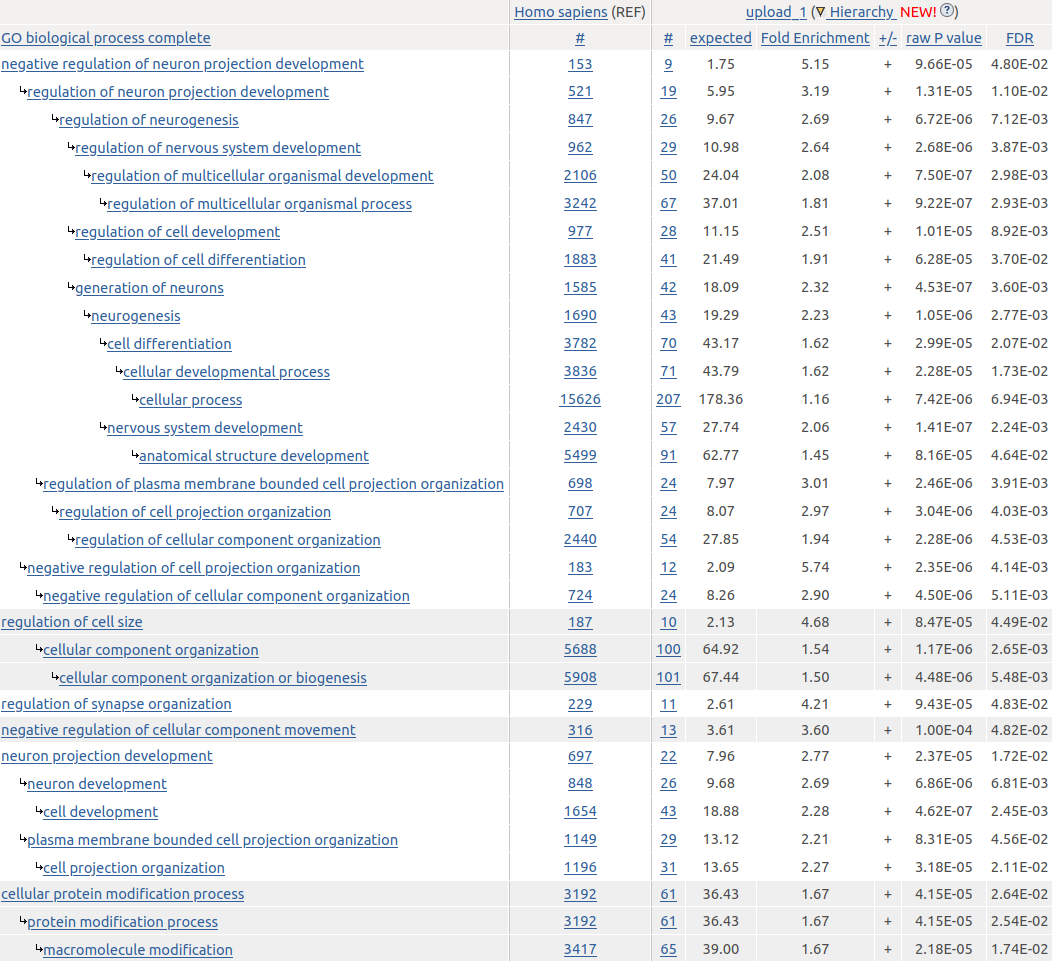 Homo sapiens (REF) upload_1 (▽ Hierarchy NEW! ?)
GO biological process complete # # expected Fold Enrichment +/- raw P value FDR
negative regulation of neuron projection development 153 9 1.75 5.15 + 9.66E-05 4.80E-02
↳regulation of neuron projection development 521 19 5.95 3.19 + 1.31E-05 1.10E-02
↳regulation of neurogenesis 847 26 9.67 2.69 + 6.72E-06 7.12E-03
↳regulation of nervous system development 962 29 10.98 2.64 + 2.68E-06 3.87E-03
↳regulation of multicellular organismal development 2106 50 24.04 2.08 + 7.50E-07 2.98E-03
↳regulation of multicellular organismal process 3242 67 37.01 1.81 + 9.22E-07 2.93E-03
↳regulation of cell development 977 28 11.15 2.51 + 1.01E-05 8.92E-03
↳regulation of cell differentiation 1883 41 21.49 1.91 + 6.28E-05 3.70E-02
↳generation of neurons 1585 42 18.09 2.32 + 4.53E-07 3.60E-03
↳neurogenesis 1690 43 19.29 2.23 + 1.05E-06 2.77E-03
↳cell differentiation 3782 70 43.17 1.62 + 2.99E-05 2.07E-02
↳cellular developmental process 3836 71 43.79 1.62 + 2.28E-05 1.73E-02
↳cellular process 15626 207 178.36 1.16 + 7.42E-06 6.94E-03
↳nervous system development 2430 57 27.74 2.06 + 1.41E-07 2.24E-03
↳anatomical structure development 5499 91 62.77 1.45 + 8.16E-05 4.64E-02
↳regulation of plasma membrane bounded cell projection organization 698 24 7.97 3.01 + 2.46E-06 3.91E-03
↳regulation of cell projection organization 707 24 8.07 2.97 + 3.04E-06 4.03E-03
↳regulation of cellular component organization 2440 54 27.85 1.94 + 2.28E-06 4.53E-03
↳negative regulation of cell projection organization 183 12 2.09 5.74 + 2.35E-06 4.14E-03
↳negative regulation of cellular component organization 724 24 8.26 2.90 + 4.50E-06 5.11E-03
regulation of cell size 187 10 2.13 4.68 + 8.47E-05 4.49E-02
↳cellular component organization 5688 100 64.92 1.54 + 1.17E-06 2.65E-03
↳cellular component organization or biogenesis 5908 101 67.44 1.50 + 4.48E-06 5.48E-03
regulation of synapse organization 229 11 2.61 4.21 + 9.43E-05 4.83E-02
negative regulation of cellular component movement 316 13 3.61 3.60 + 1.00E-04 4.82E-02
neuron projection development 697 22 7.96 2.77 + 2.37E-05 1.72E-02
↳neuron development 848 26 9.68 2.69 + 6.86E-06 6.81E-03
↳cell development 1654 43 18.88 2.28 + 4.62E-07 2.45E-03
↳plasma membrane bounded cell projection organization 1149 29 13.12 2.21 + 8.31E-05 4.56E-02
↳cell projection organization 1196 31 13.65 2.27 + 3.18E-05 2.11E-02
cellular protein modification process 3192 61 36.43 1.67 + 4.15E-05 2.64E-02
↳protein modification process 3192 61 36.43 1.67 + 4.15E-05 2.54E-02
↳macromolecule modification 3417 65 39.00 1.67 + 2.18E-05 1.74E-02